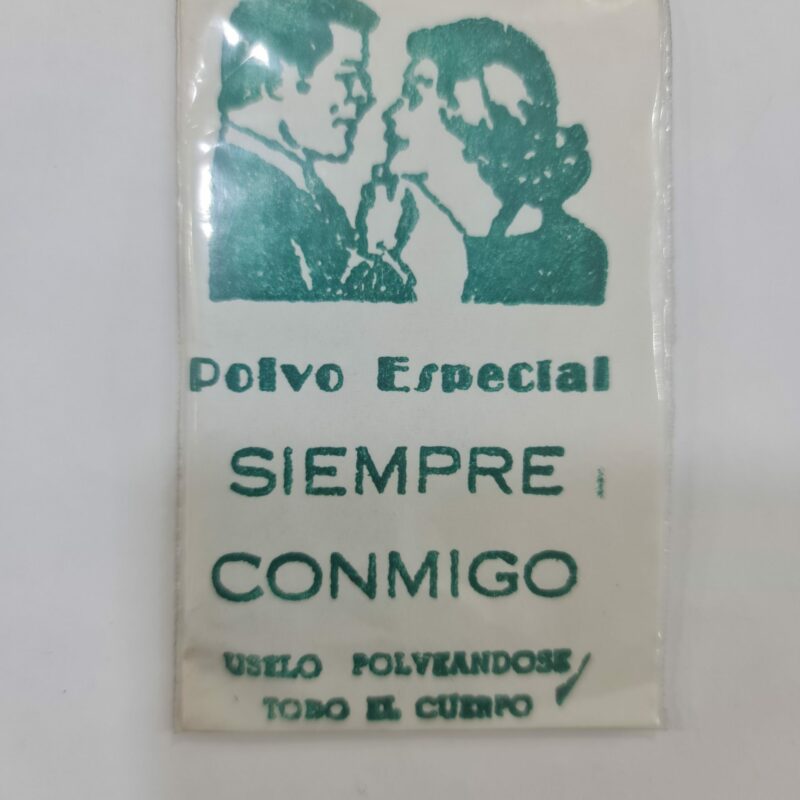 Polvo Especial
SIEMPRE
CONMIGO
USELO POLVEANDOSE
TODO EL CUERPO